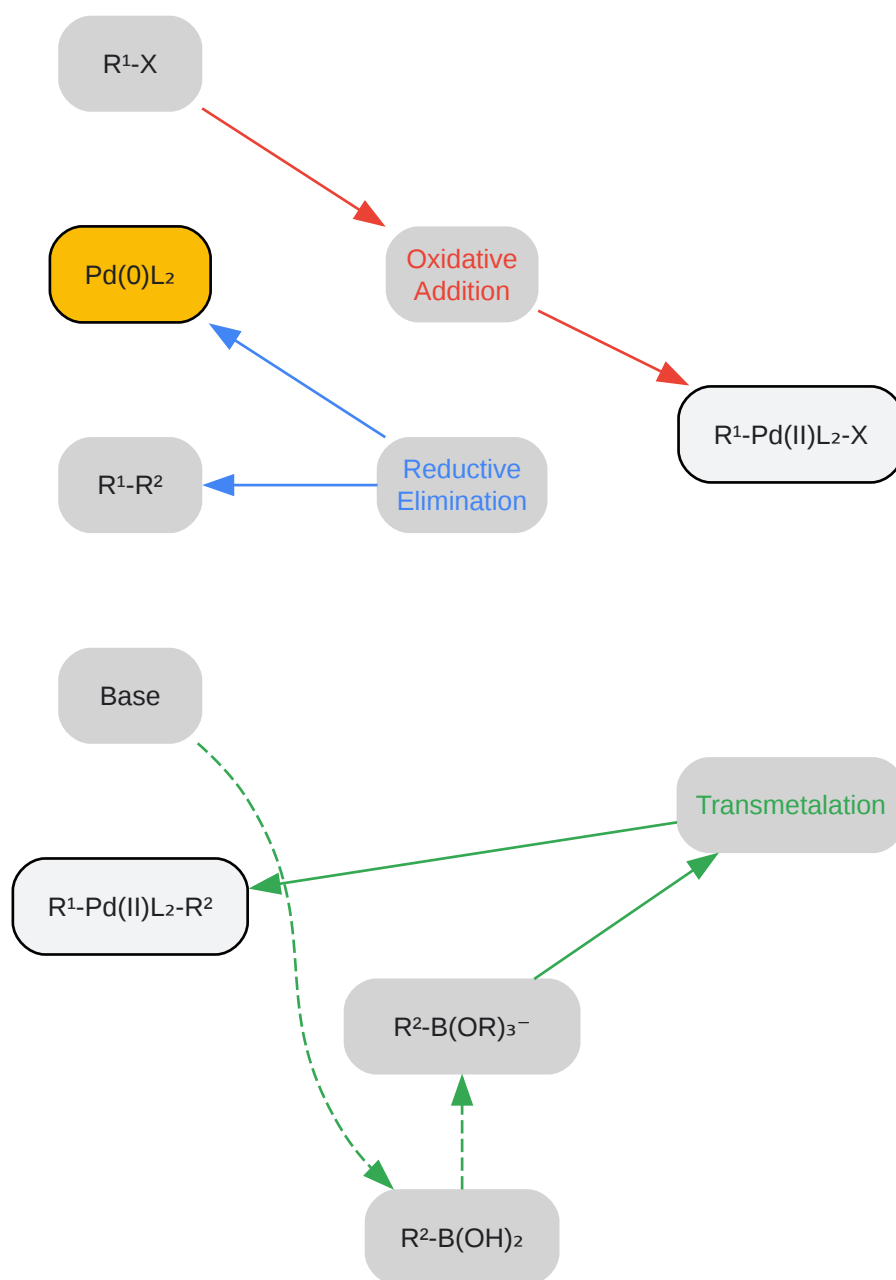 R¹-X
Oxidative
Addition
Pd(0)L₂
R¹-Pd(II)L₂-X
Reductive
Elimination
R¹-R²
Base
Transmetalation
R¹-Pd(II)L₂-R²
R²-B(OR)₃⁻
R²-B(OH)₂